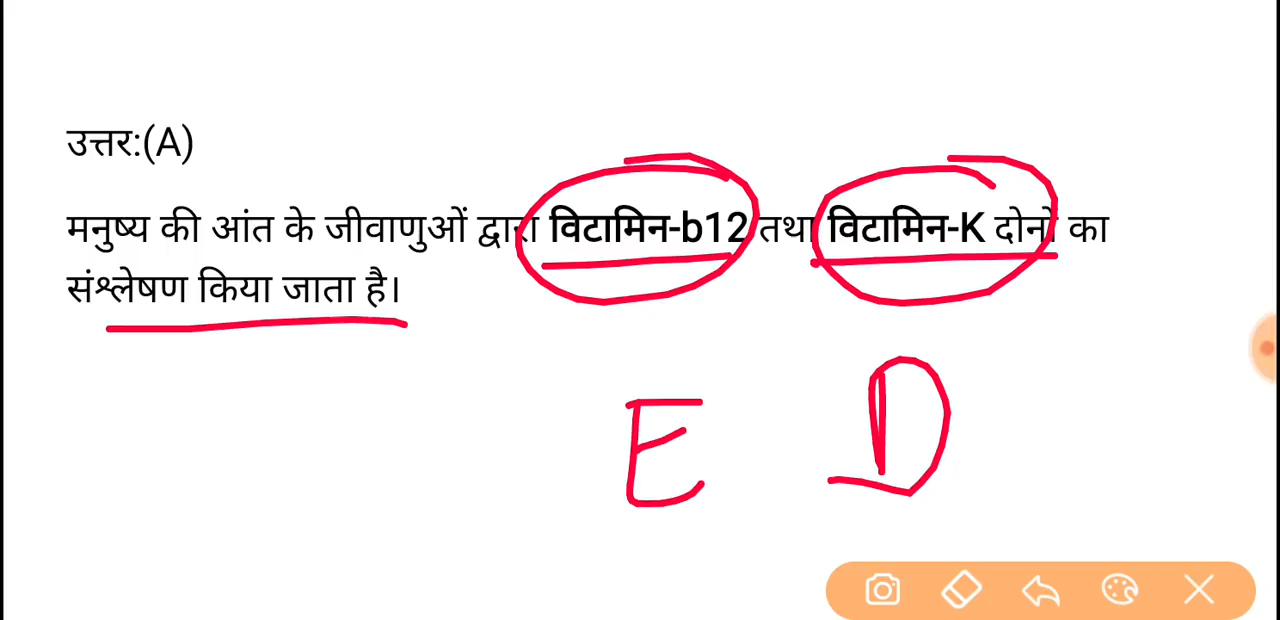 उत्तर:(A)
मनुष्य की आंत के जीवाणुओं द्वारा विटामिन-b12 तथा विटामिन-K दोनों का
संश्लेषण किया जाता है।
E D